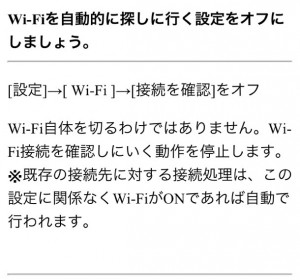 Wi-Fiを自動的に探しに行く設定をオフに
しましょう。
[設定]→[ Wi-Fi ]→[接続を確認]をオフ
Wi-Fi自体を切るわけではありません。Wi-
Fi接続を確認しにいく動作を停止します。
※既存の接続先に対する接続処理は、この
設定に関係なくWi-FiがONであれば自動で
行われます。